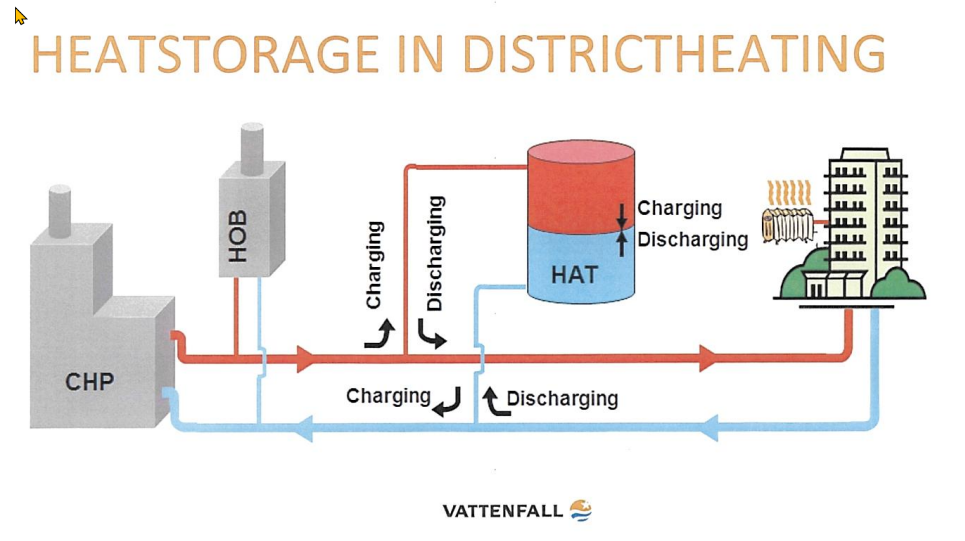 HEATSTORAGE IN DISTRICTHEATING
HOB
CHP
Charging
Discharging
HAT
Charging
Discharging
Charging
Discharging
VATTENFALL